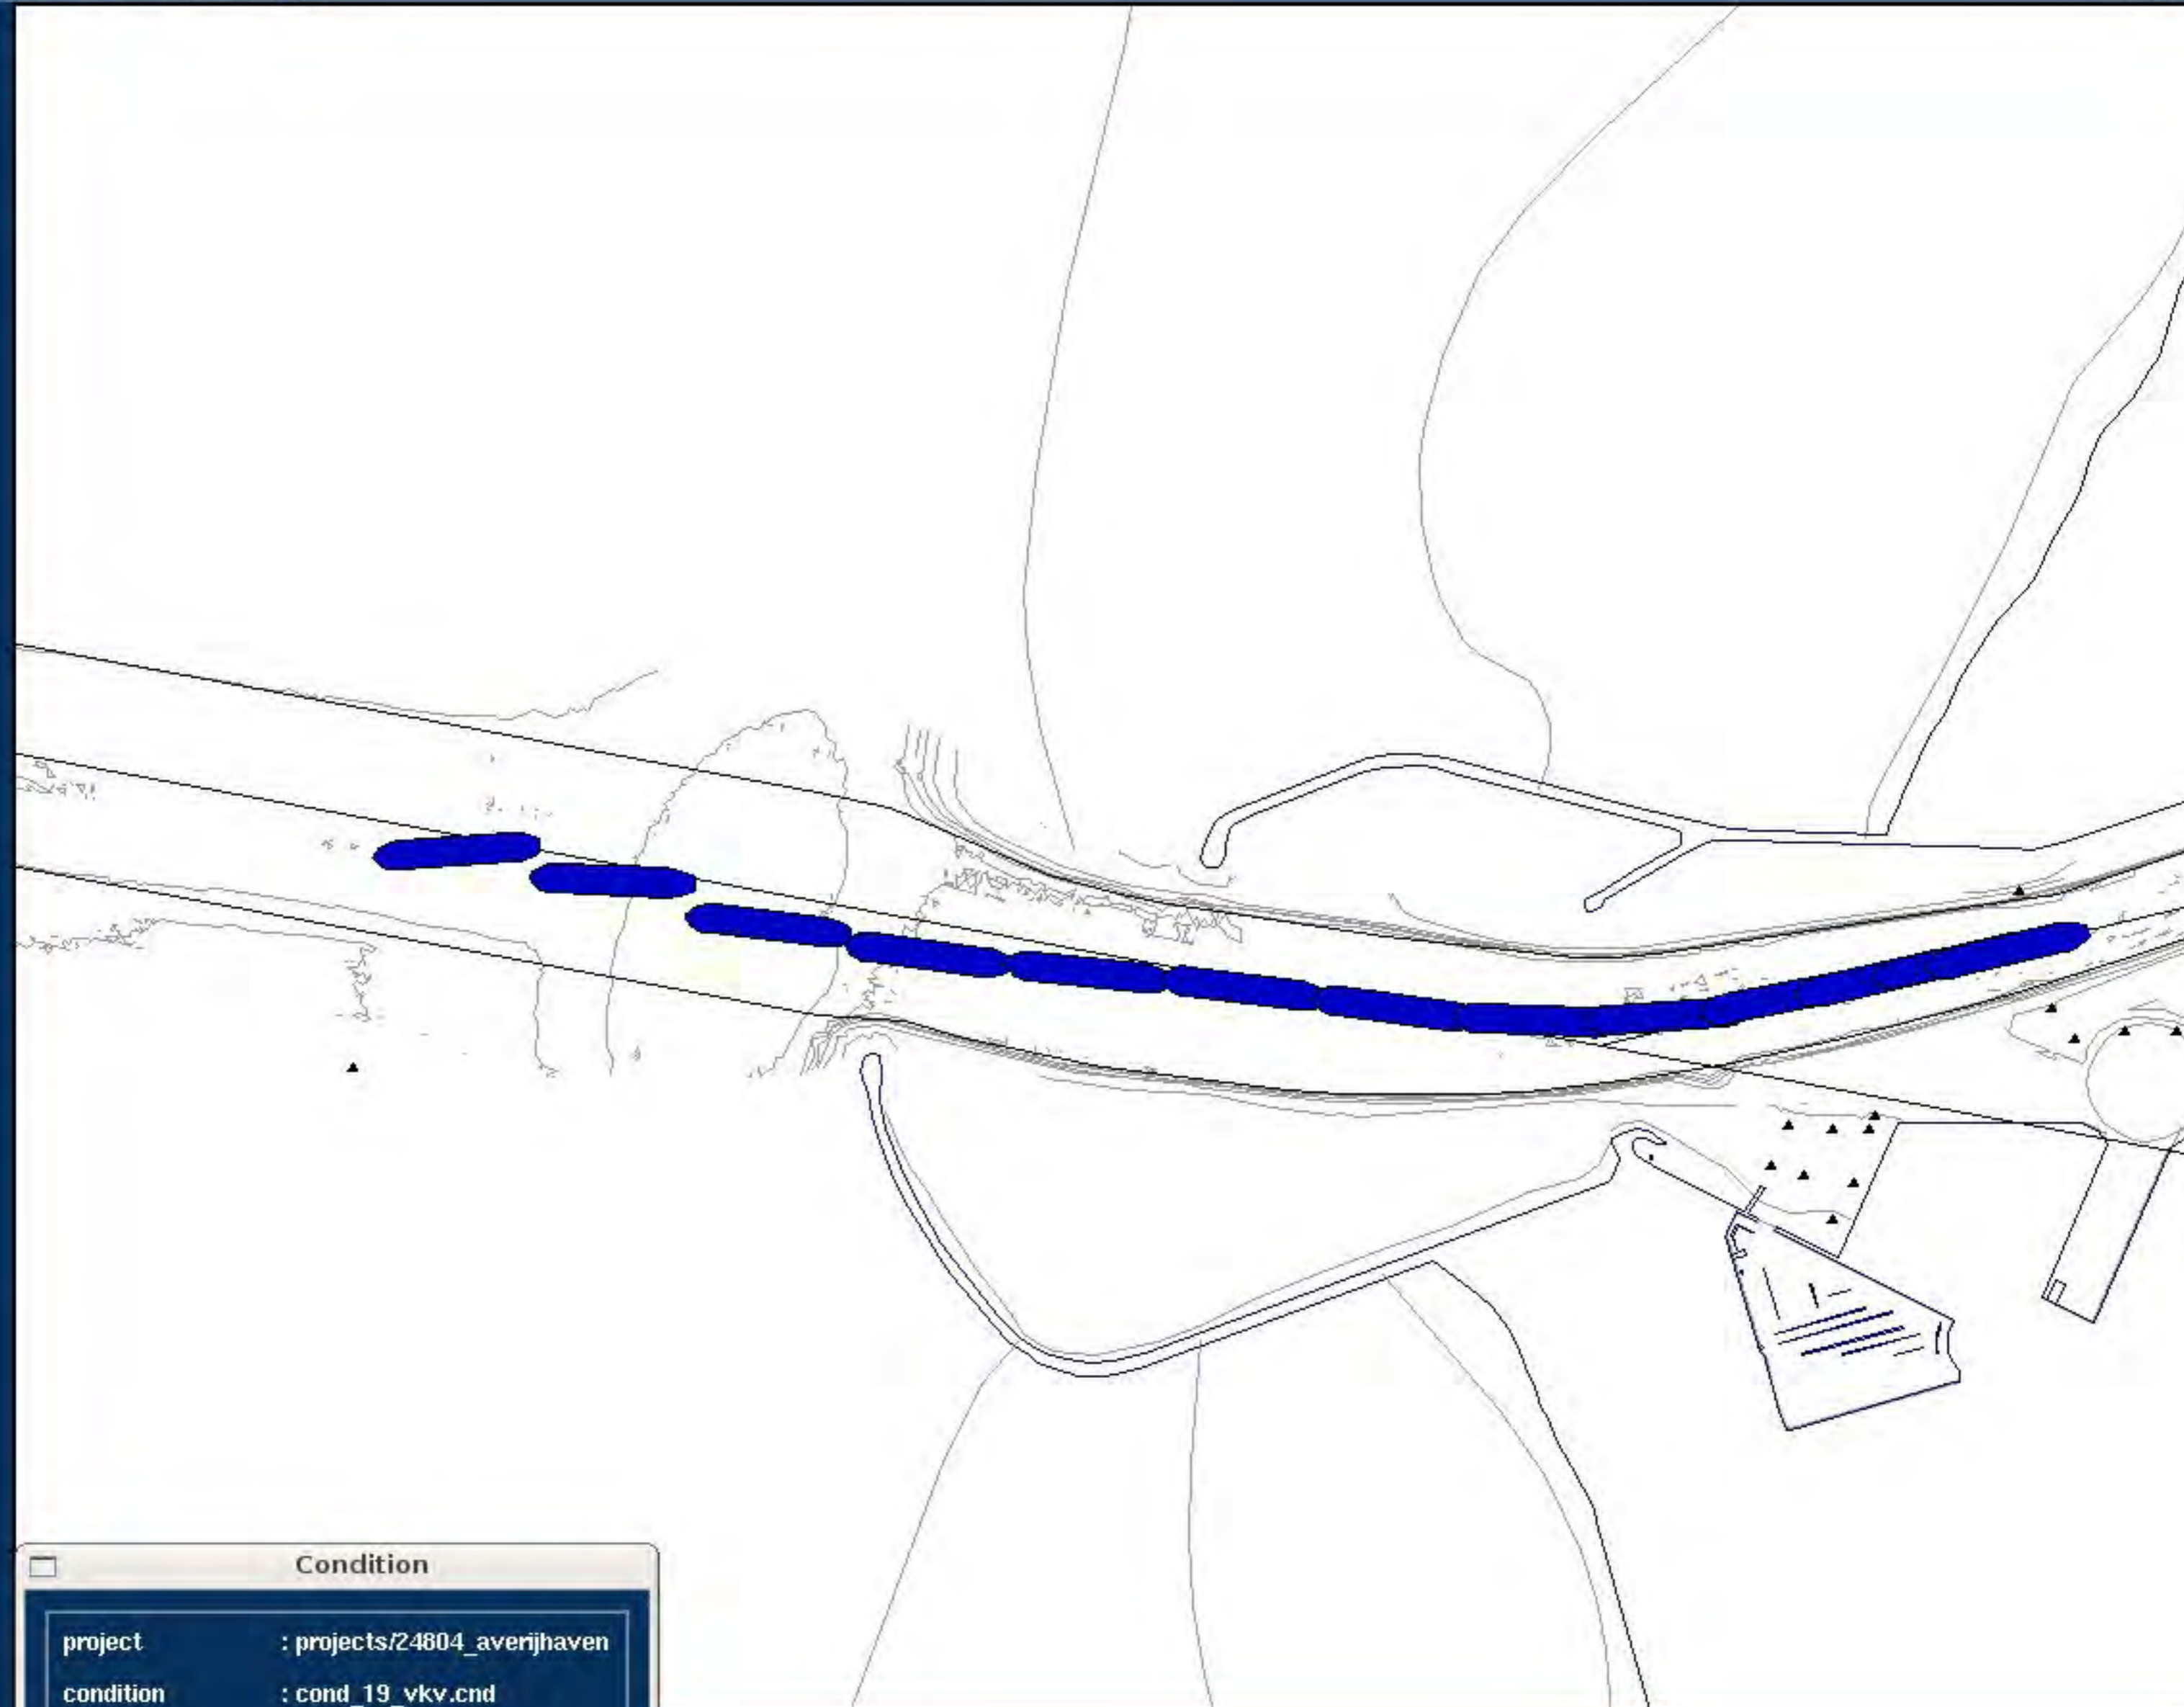 Condition
project : projects/24804_averijhaven
condition : cond_19_vkv.cnd